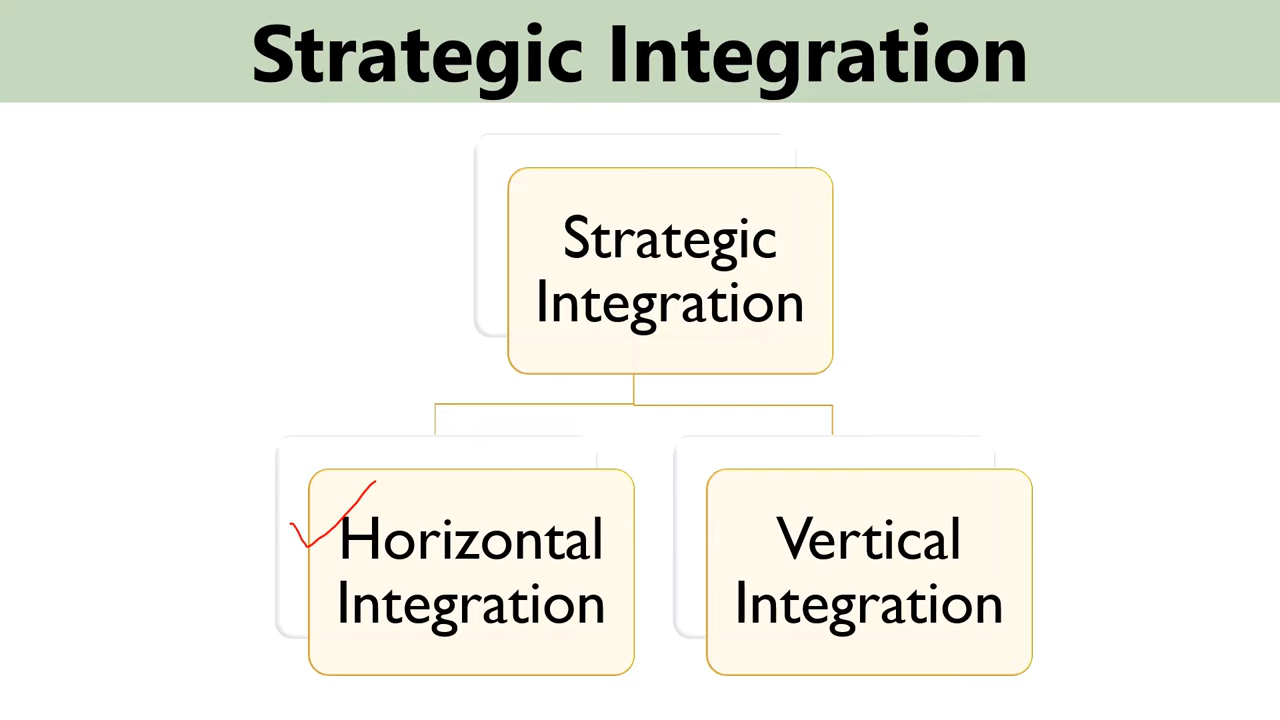 Strategic Integration
Strategic
Integration
Horizontal
Integration
Vertical
Integration